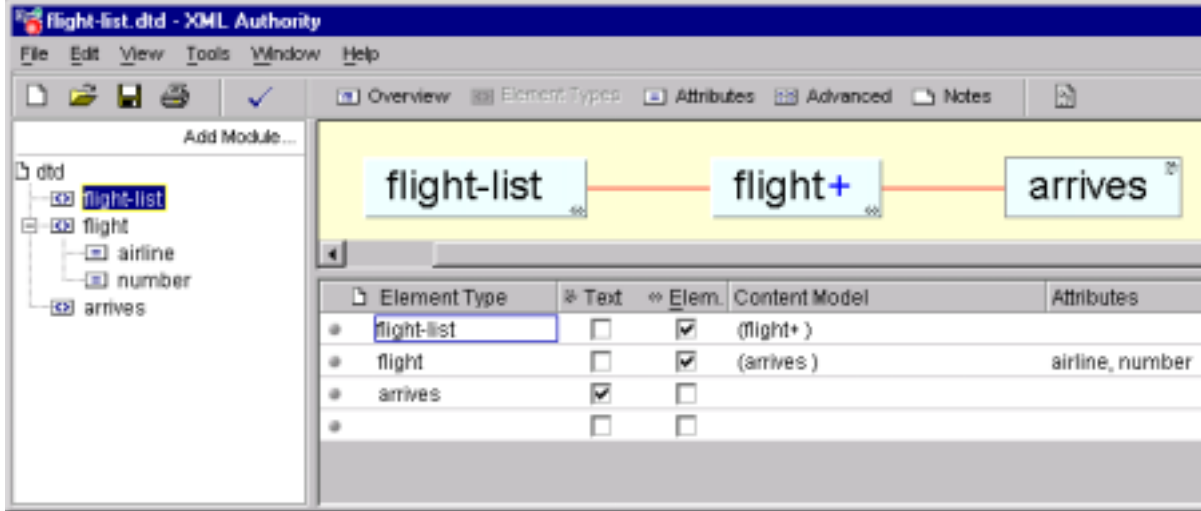 flight-list.dtd - XML Authority
File Edit View Tools Window Help
Overview Element Types Attributes Advanced Notes
Add Module...
dtd
flight-list
flight
airline
number
arrives
flight-list flight+ arrives
Element Type Text Elem. Content Model Attributes
flight-list (flight+ )
flight (arrives ) airline, number
arrives